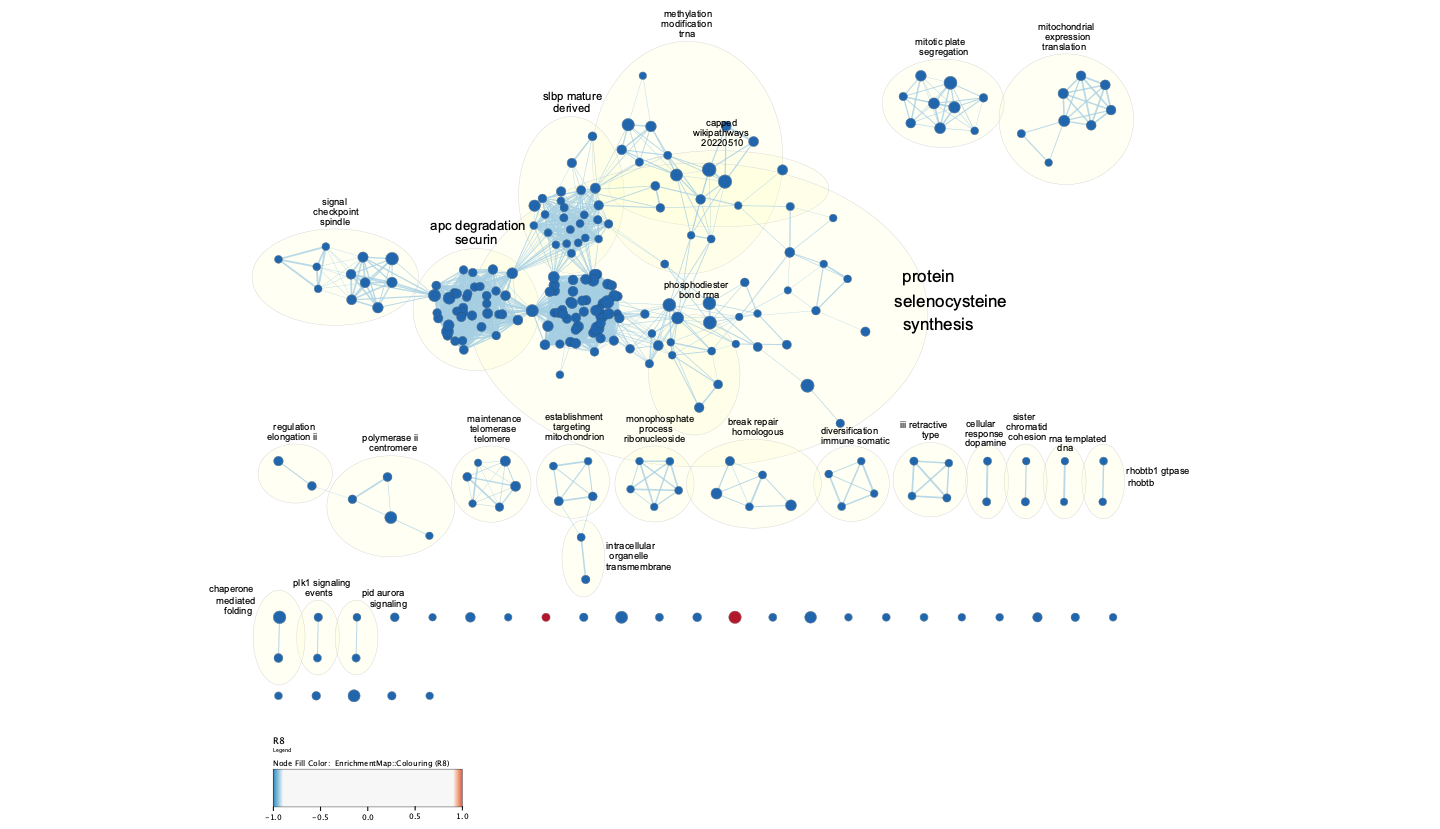 methylation
modification
trna
mitochondrial
expression
translation
mitotic plate
segregation
slbp mature
derived
capped
wikipathways
20220510
signal
checkpoint
spindle
apc degradation
securin
protein
selenocysteine
synthesis
phosphodiester
bond rrna
regulation
elongation ii
polymerase ii
centromere
maintenance
telomerase
telomere
establishment
targeting
mitochondrion
monophosphate
process
ribonucleoside
break repair
homologous
diversification
immune somatic
iii retractive
type
cellular
response
dopamine
sister
chromatid
cohesion
rna templated
dna
rhobtb1 gtpase
rhobtb
intracellular
organelle
transmembrane
chaperone
mediated
folding
plk1 signaling
events
pid aurora
signaling
R8
Legend
Node Fill Color: EnrichmentMap::Colouring (R8)
−1.0 −0.5 0.0 0.5 1.0